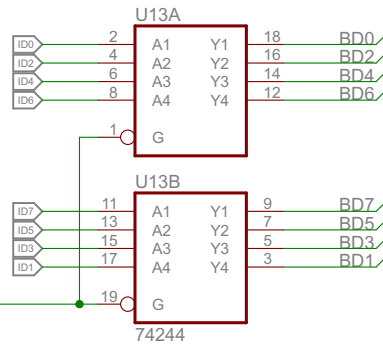 U13A
ID0 2 A1 Y1 18 BD0
ID2 4 A2 Y2 16 BD2
ID4 6 A3 Y3 14 BD4
ID6 8 A4 Y4 12 BD6
1 G
U13B
ID7 11 A1 Y1 9 BD7
ID5 13 A2 Y2 7 BD5
ID3 15 A3 Y3 5 BD3
ID1 17 A4 Y4 3 BD1
19 G
74244